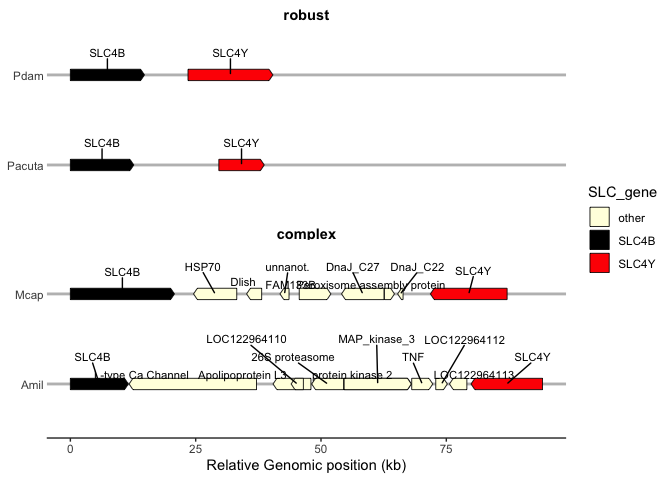 robust
SLC4B
SLC4Y
Pdam
SLC4B
SLC4Y
Pacuta
SLC_gene
other
SLC4B
SLC4Y
complex
HSP70
unnanot.
DnaJ_C27
DnaJ_C22
SLC4B
SLC4Y
Dlish
assembly protein
Mcap
LOC122964110
MAP_kinase_3
LOC122964112
SLC4B
26S proteasome
TNF
SLC4Y
-type Ca Channel
Apolipoprotein L3
protein kinase 2
LOC122964113
Amil
0
25
50
75
Relative Genomic position (kb)